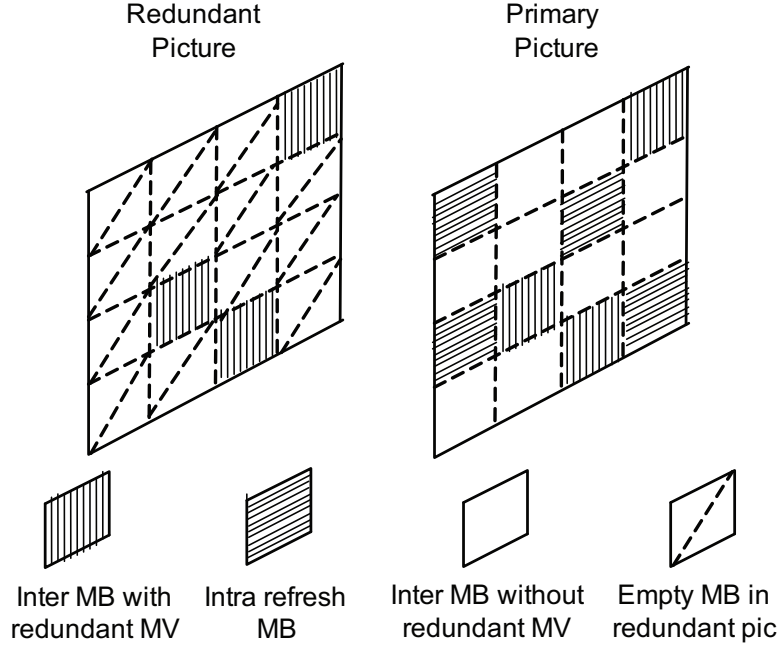 Redundant
Picture
Primary
Picture
Inter MB with
redundant MV
Intra refresh
MB
Inter MB without
redundant MV
Empty MB in
redundant pic